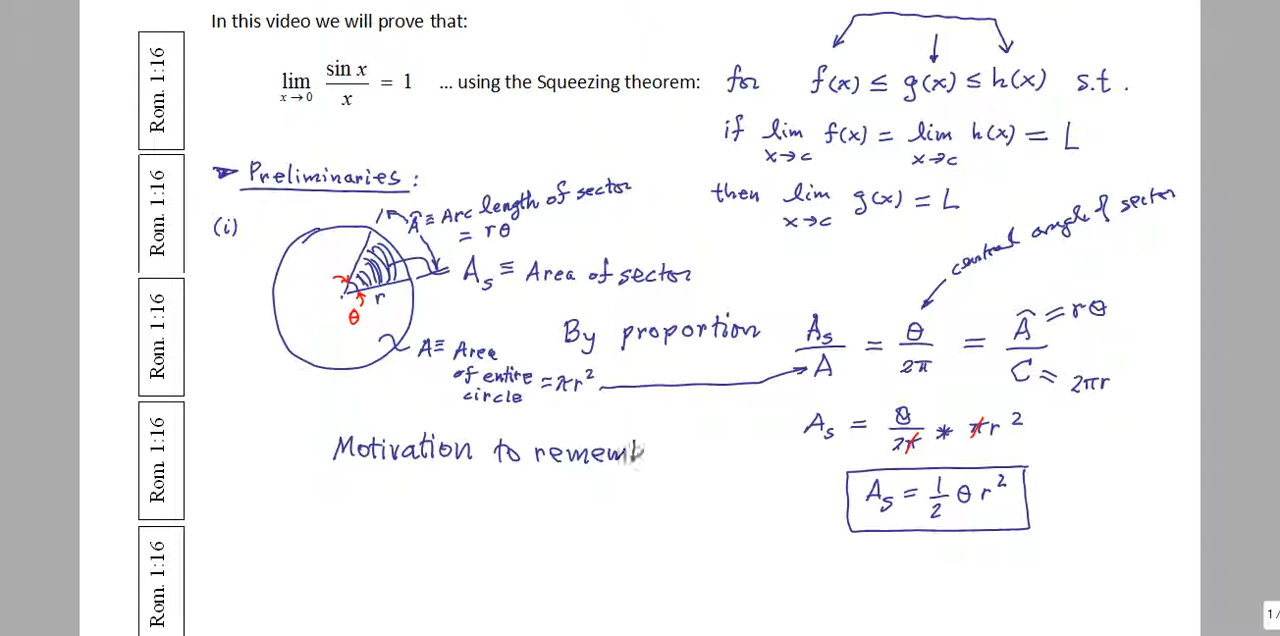 In this video we will prove that:
lim x→0 sin x / x = 1 ... using the Squeezing theorem: for f(x) ≤ g(x) ≤ h(x) s.t.
if lim x→c f(x) = lim x→c h(x) = L
then lim x→c g(x) = L
➢ Preliminaries:
(i)
Â ≡ Arc length of sector
= rθ
A_s ≡ Area of sector
r
θ
A ≡ Area
of entire = πr²
circle
central angle of sector
By proportion A_s / A = θ / 2π = Â / C
= rθ
= 2πr
A_s = θ / 2π * πr²
A_s = 1/2 θ r²
Motivation to rememb
Rom. 1:16
Rom. 1:16
Rom. 1:16
Rom. 1:16
Rom. 1:16
1/